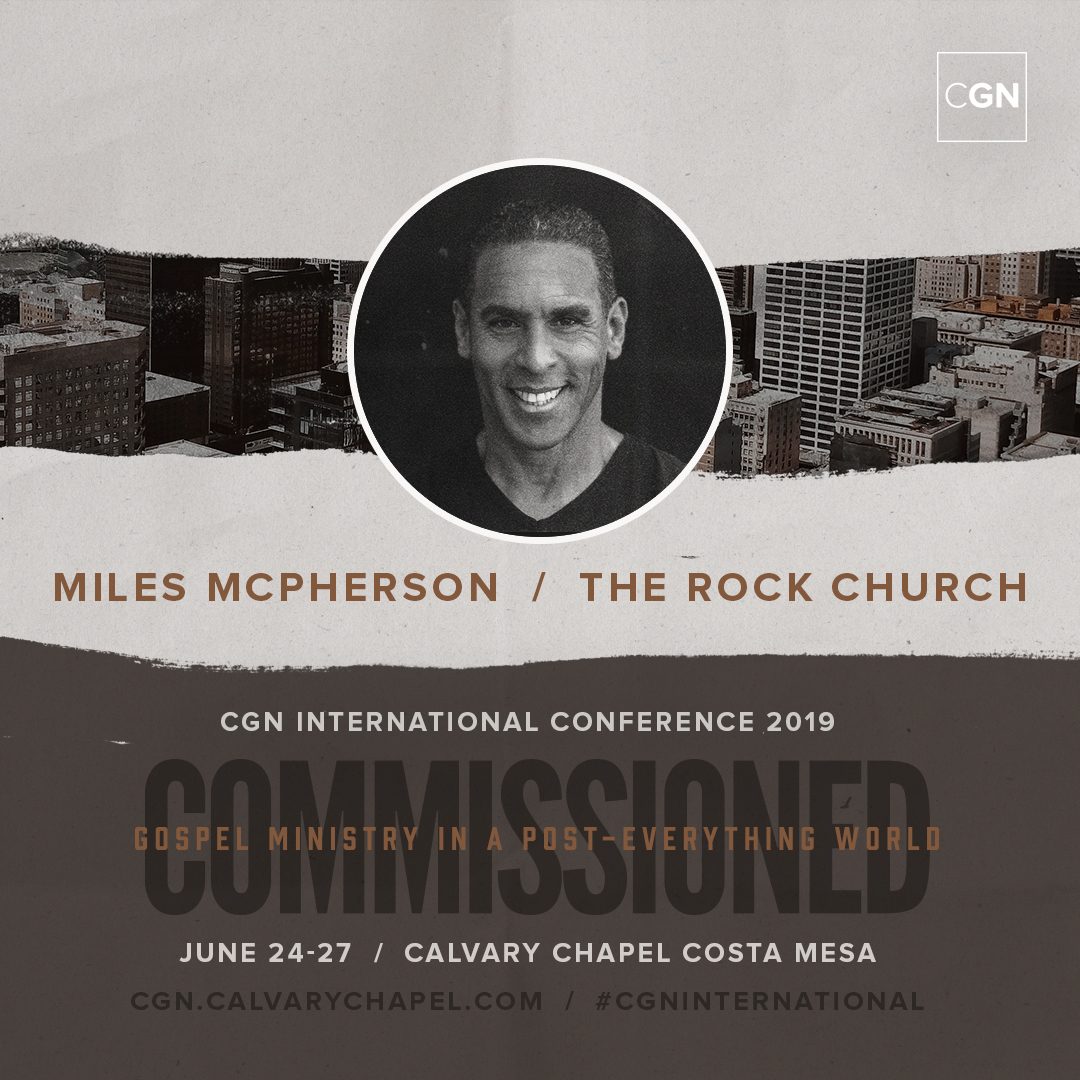 CGN
MILES MCPHERSON / THE ROCK CHURCH
CGN INTERNATIONAL CONFERENCE 2019
COMMISSIONED
GOSPEL MINISTRY IN A POST-EVERYTHING WORLD
JUNE 24-27 / CALVARY CHAPEL COSTA MESA
CGN.CALVARYCHAPEL.COM / #CGNINTERNATIONAL